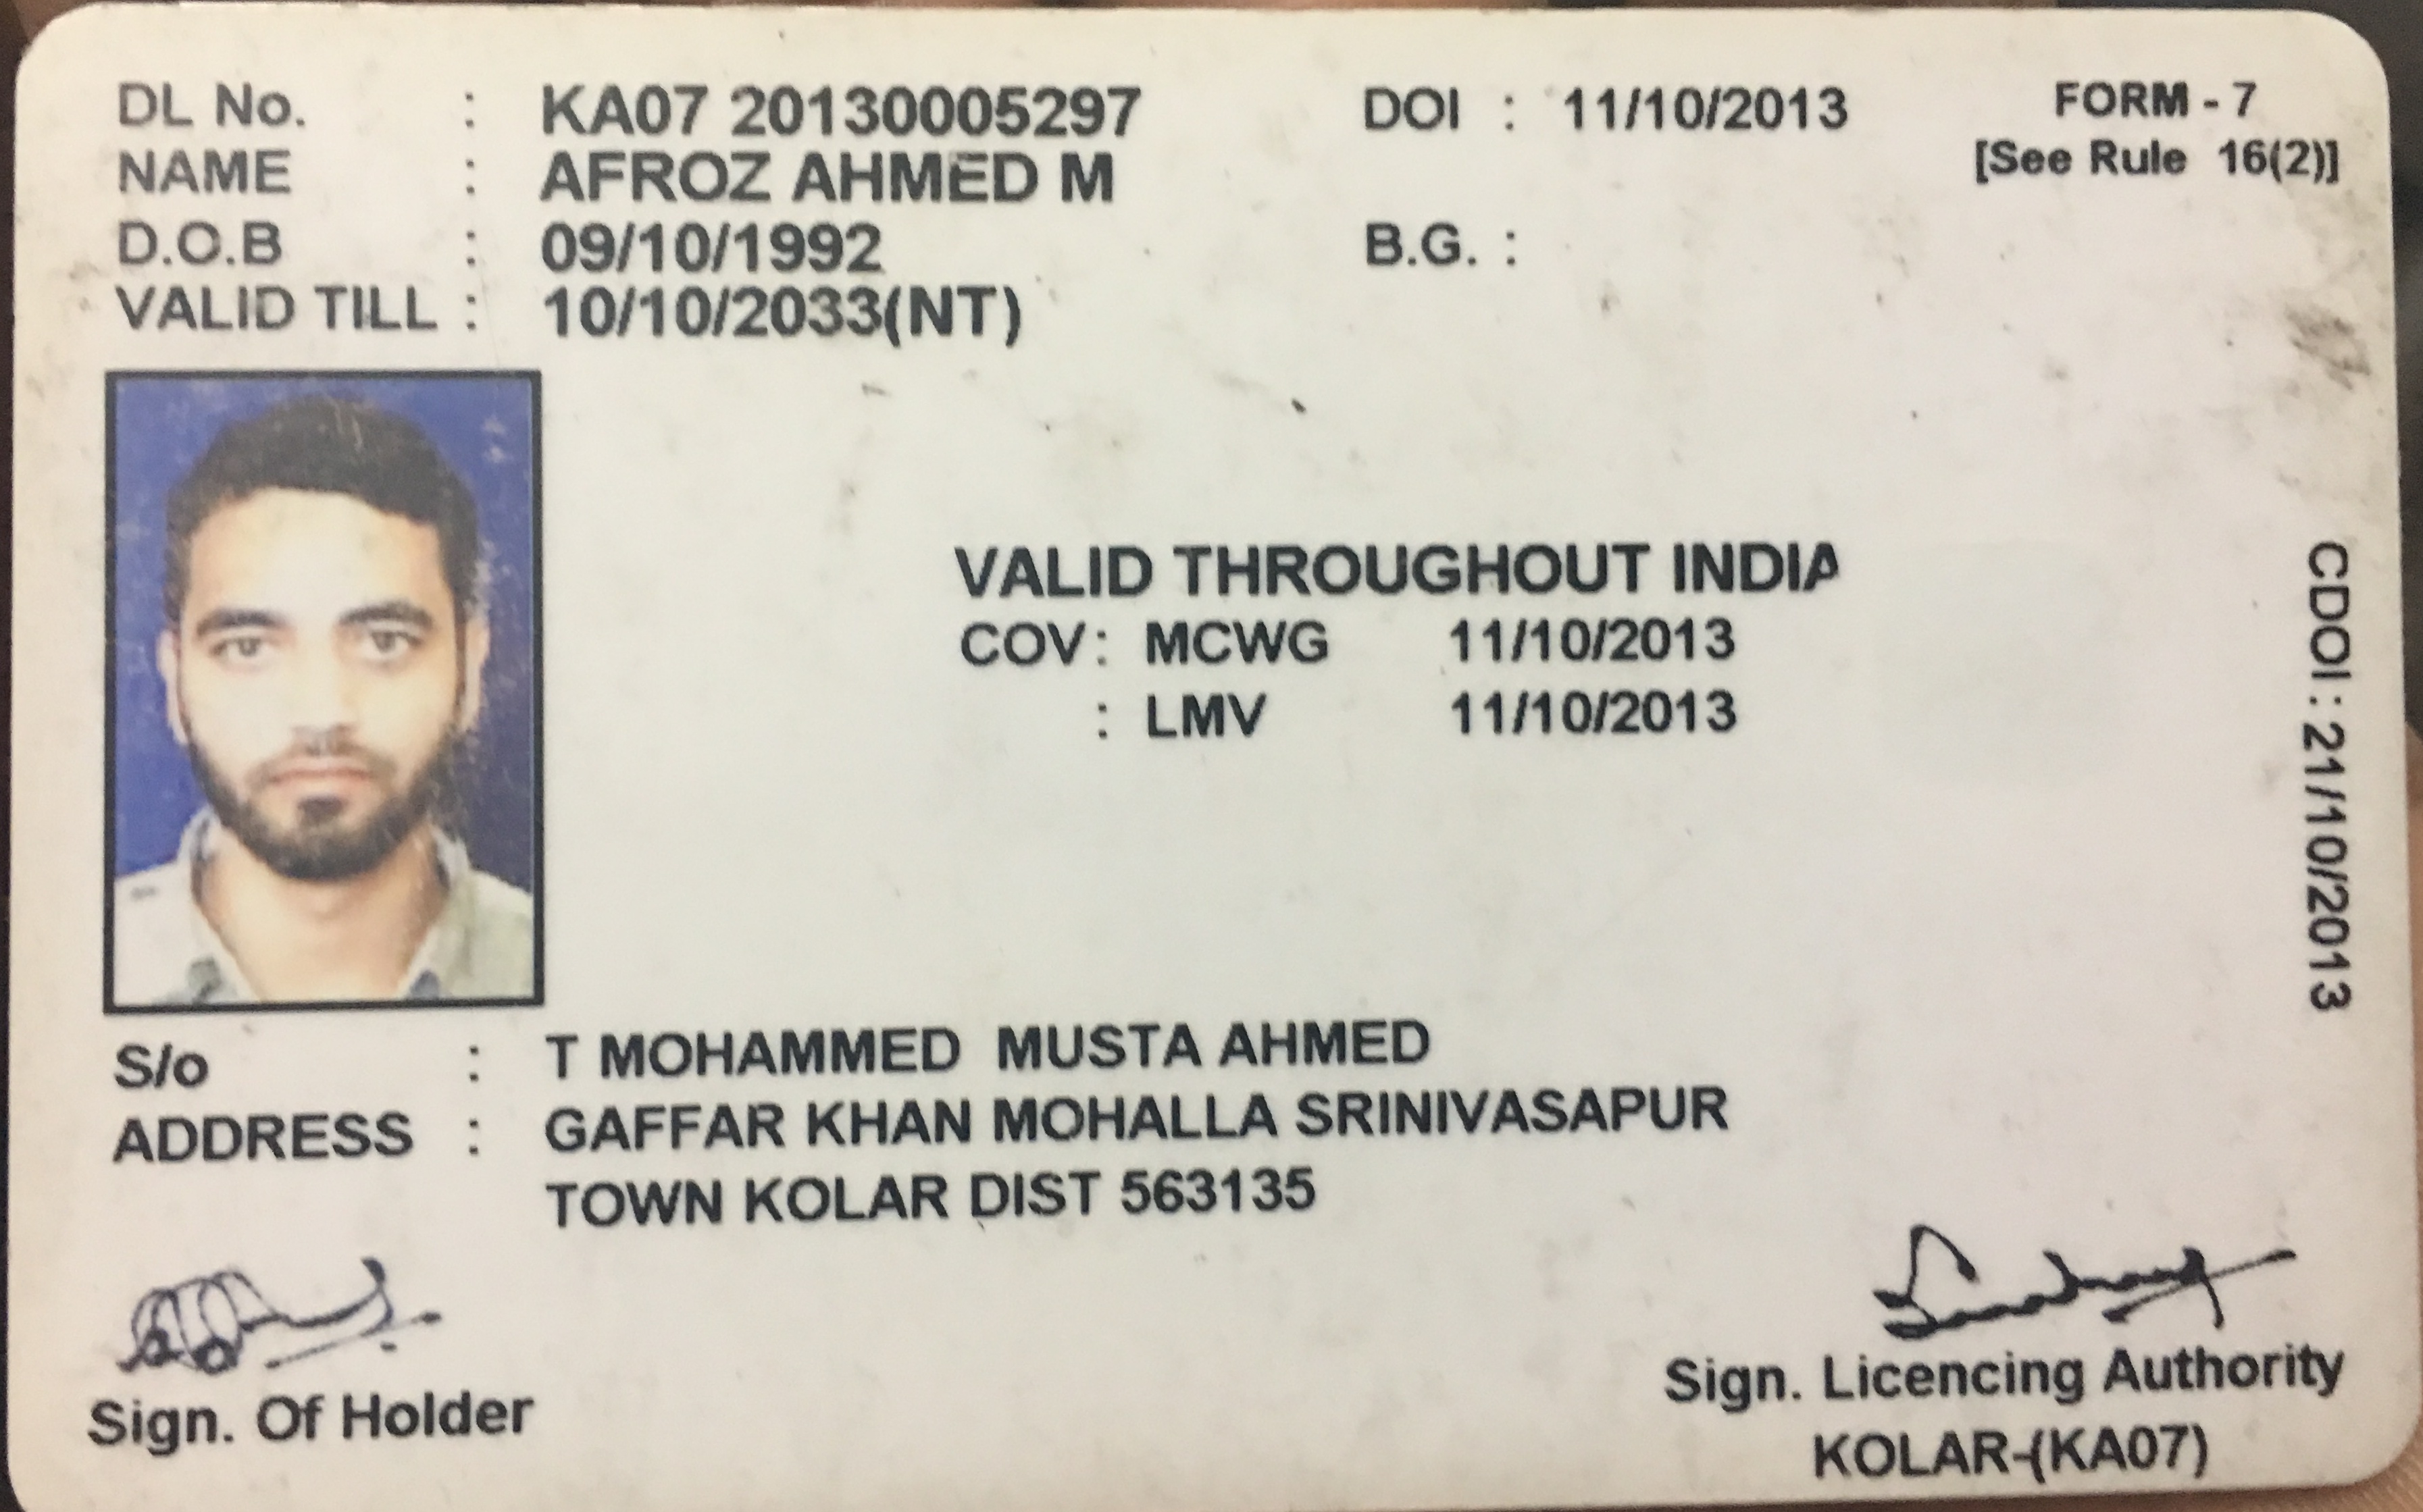 DL No. : KA07 20130005297 DOI : 11/10/2013 FORM - 7
NAME : AFROZ AHMED M [See Rule 16(2)]
D.O.B : 09/10/1992 B.G. :
VALID TILL : 10/10/2033(NT)
VALID THROUGHOUT INDIA
COV : MCWG 11/10/2013
: LMV 11/10/2013
CDOI : 21/10/2013
S/o : T MOHAMMED MUSTA AHMED
ADDRESS : GAFFAR KHAN MOHALLA SRINIVASAPUR
TOWN KOLAR DIST 563135
Sign. Of Holder
Sign. Licencing Authority
KOLAR-(KA07)